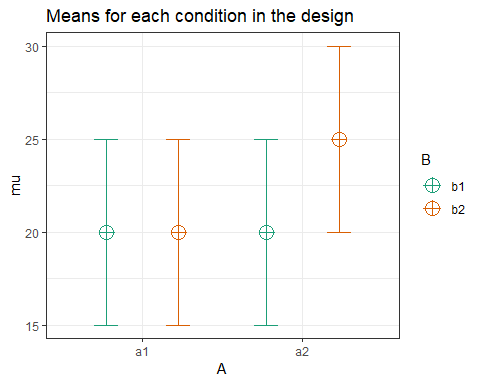 Means for each condition in the design
30
25
20
15
mu
a1
a2
A
B
b1
b2